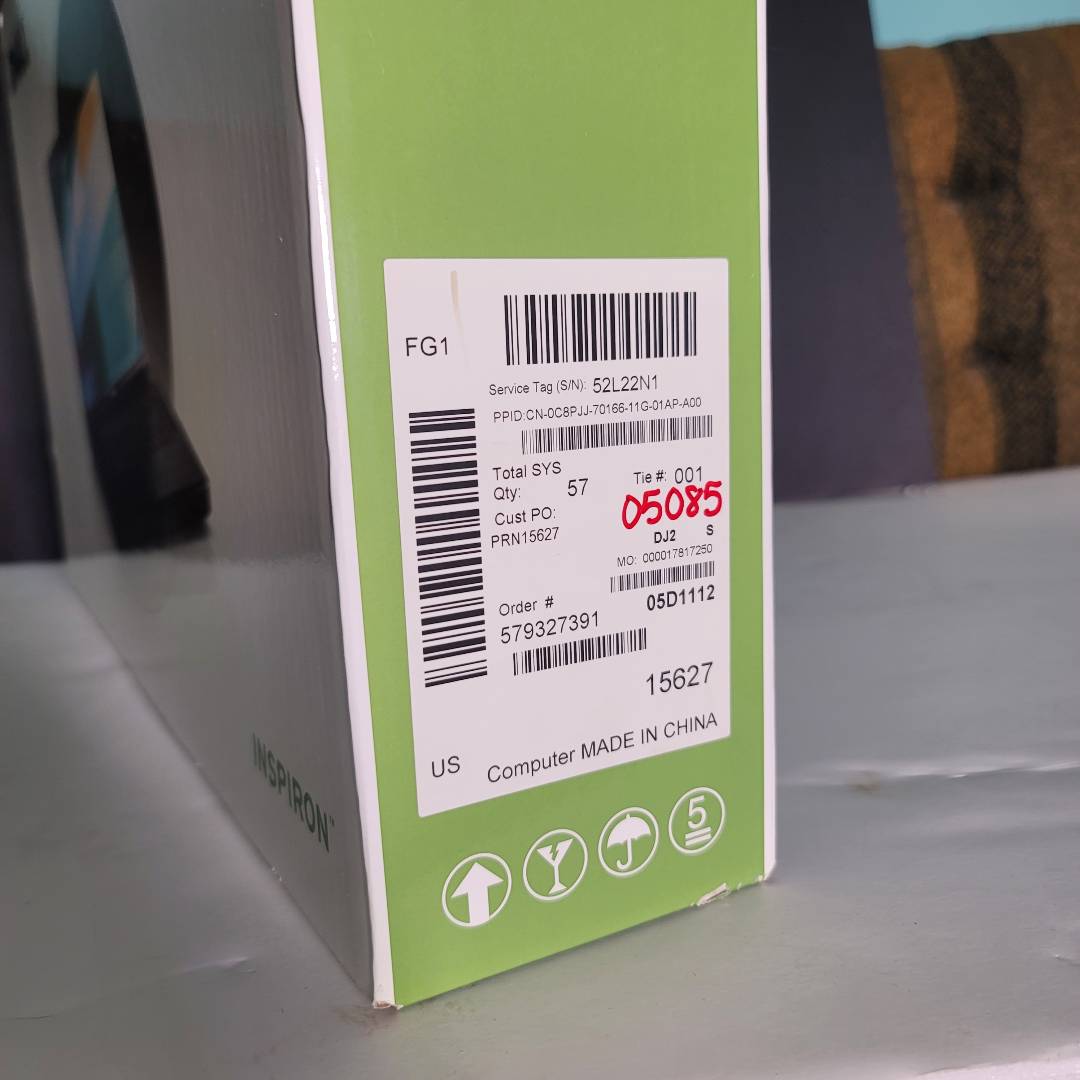 FG1
Service Tag (S/N): 52L22N1
PPID:CN-0C8PJJ-70166-11G-01AP-A00
Total SYS
Qty: 57
Tie #: 001
05085
Cust PO:
PRN15627
DJ2 S
MO: 000017817250
05D1112
Order #
579327391
15627
US
Computer MADE IN CHINA
INSPIRON™
5